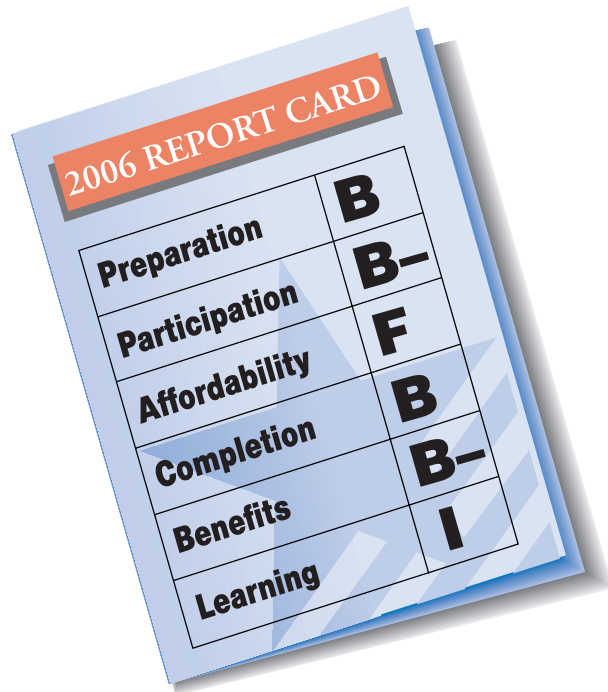 2006 REPORT CARD
Preparation B
Participation B–
Affordability F
Completion B
Benefits B–
Learning I